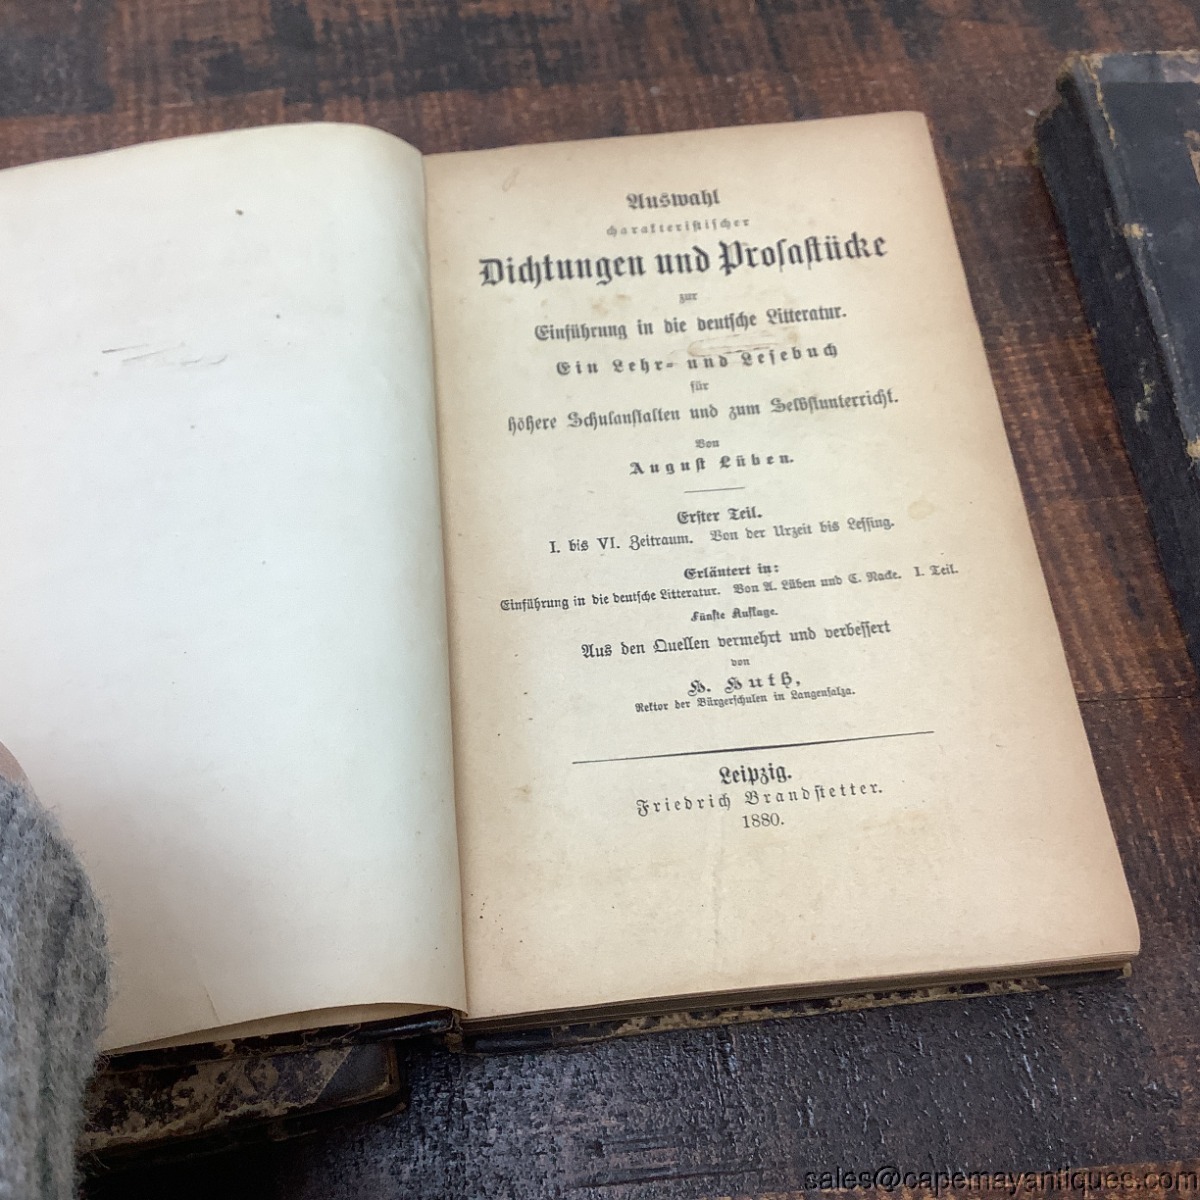 Auswahl
charakteristischer
Dichtungen und Prosastücke
zur
Einführung in die deutsche Litteratur.
Ein Lehr- und Lesebuch
für
höhere Schulanstalten und zum Selbstunterricht.
Von
August Lüben.
Erster Teil.
I. bis VI. Zeitraum. Von der Urzeit bis Lessing.
Erläutert in:
Einführung in die deutsche Litteratur. Von A. Lüben und C. Nacke. I. Teil.
Fünfte Auflage.
Aus den Quellen vermehrt und verbessert
von
H. Huth,
Rektor der Bürgerschulen in Langensalza.
Leipzig.
Friedrich Brandstetter.
1880.
sales@capemayantiques.com